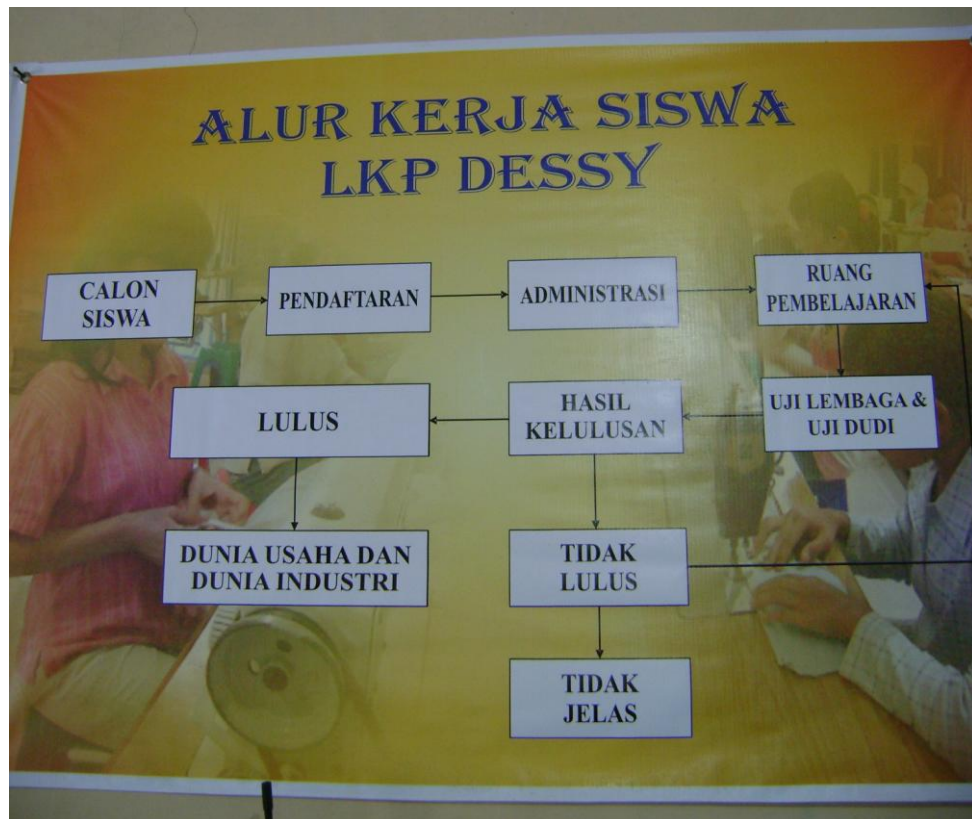 ALUR KERJA SISWA
LKP DESSY
CALON
SISWA
PENDAFTARAN
ADMINISTRASI
RUANG
PEMBELAJARAN
UJI LEMBAGA &
UJI DUDI
HASIL
KELULUSAN
LULUS
DUNIA USAHA DAN
DUNIA INDUSTRI
TIDAK
LULUS
TIDAK
JELAS